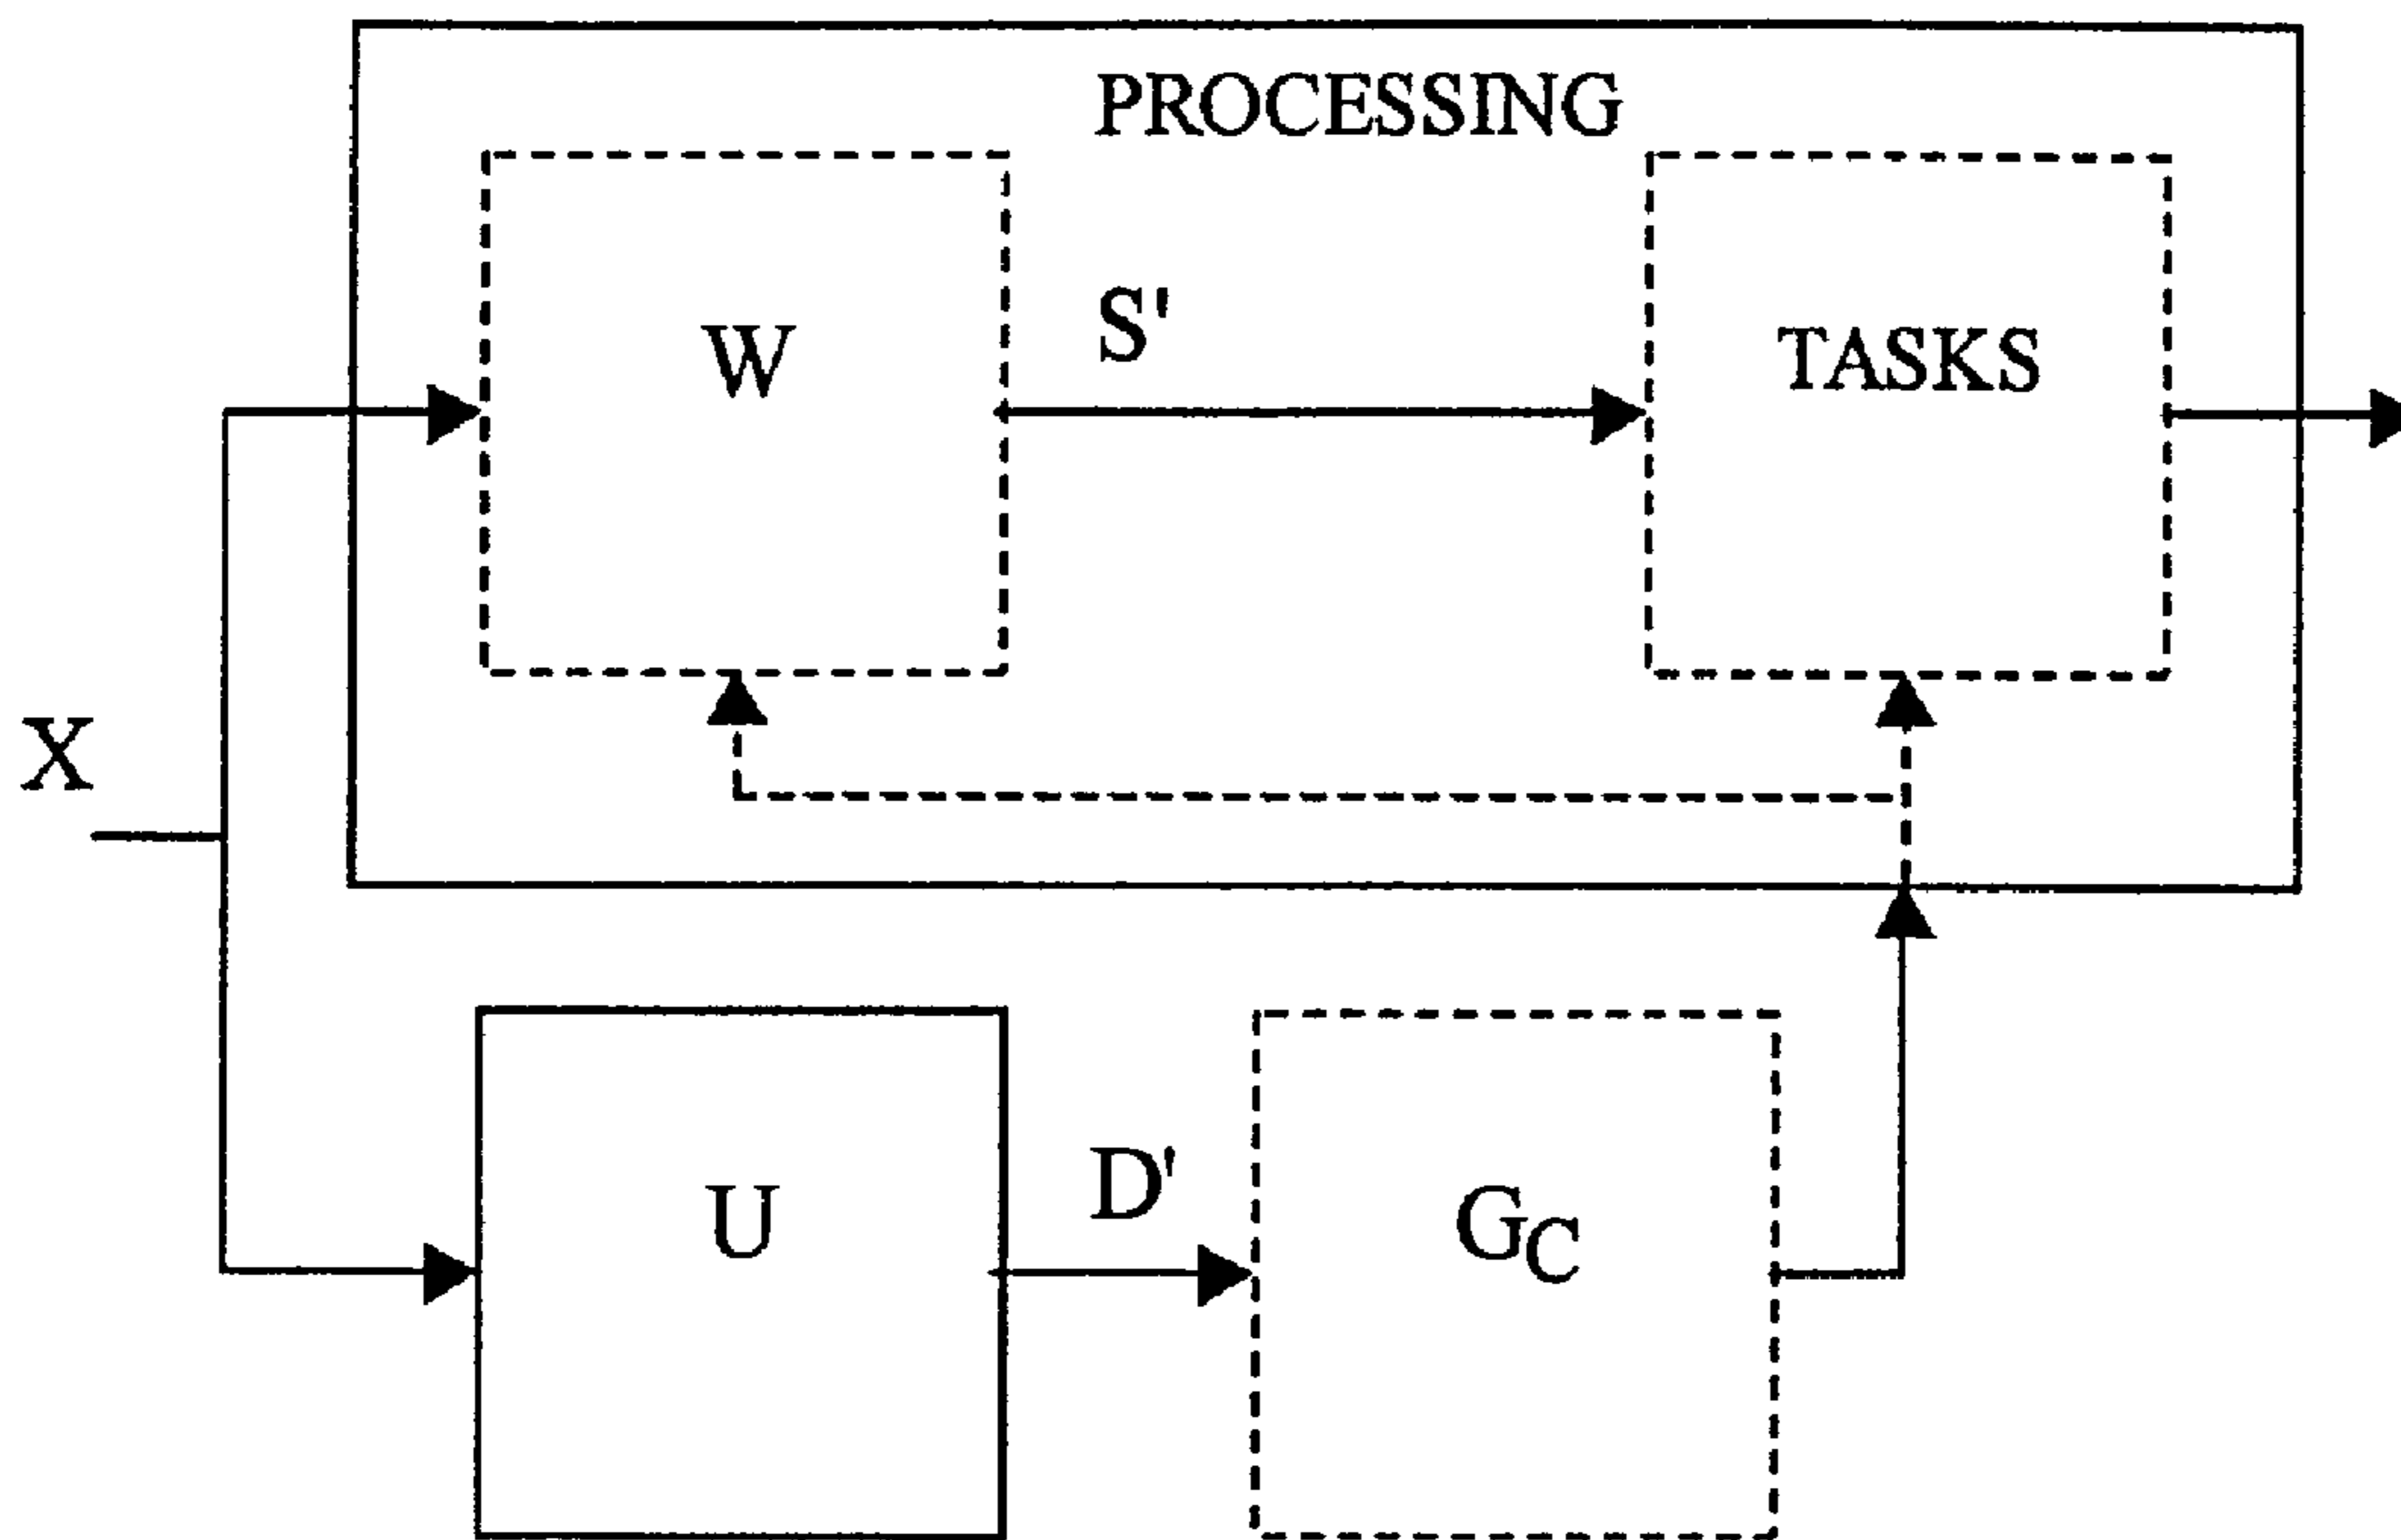 PROCESSING
W
S'
TASKS
X
U
D'
GC